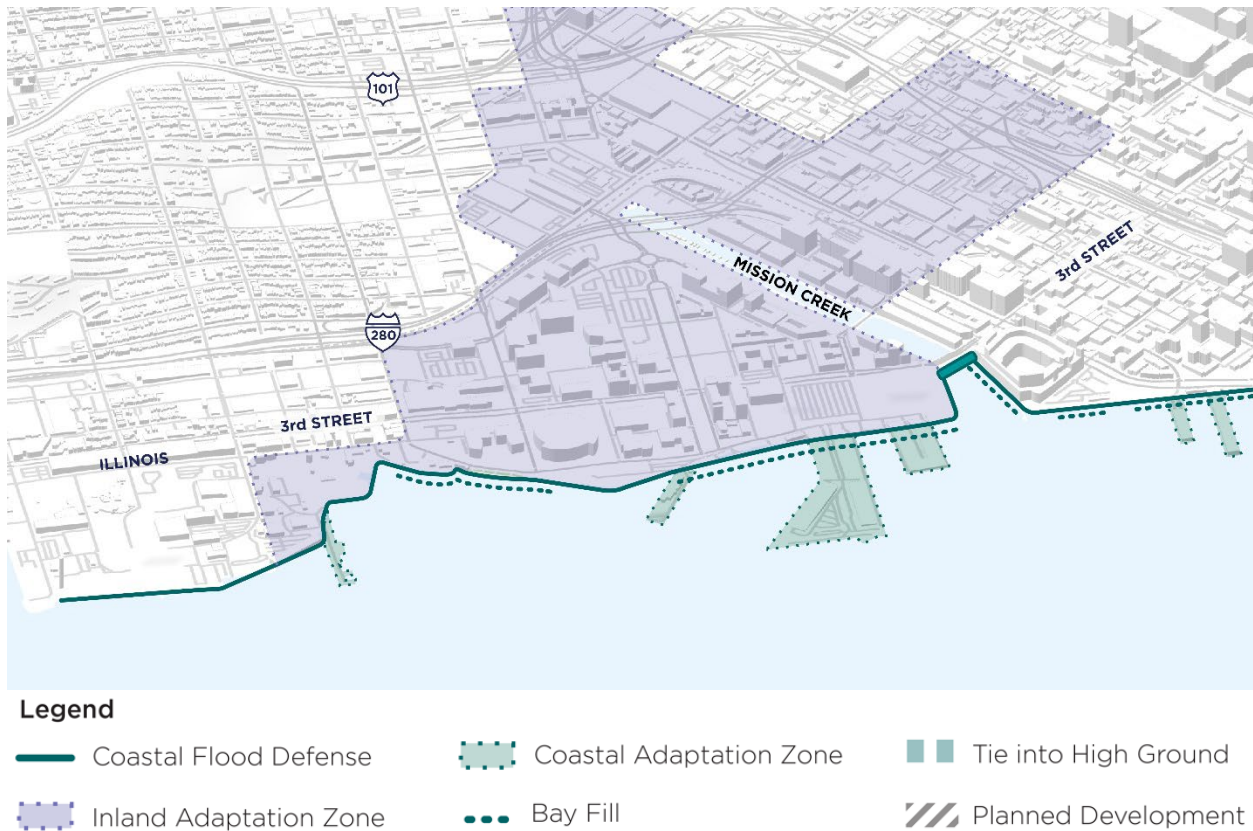 101
MISSION CREEK
3rd STREET
280
3rd STREET
ILLINOIS
Legend
Coastal Flood Defense
Coastal Adaptation Zone
Tie into High Ground
Inland Adaptation Zone
Bay Fill
Planned Development